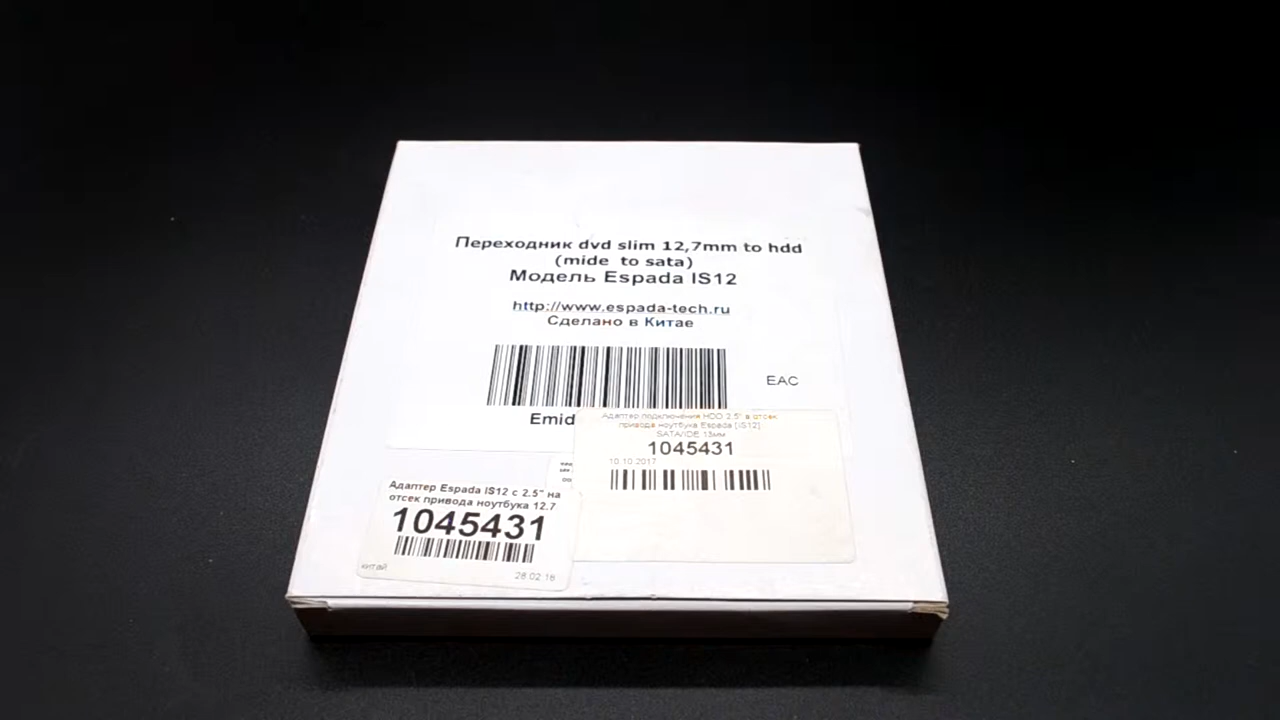 Переходник dvd slim 12,7mm to hdd
(mide to sata)
Модель Espada IS12
http://www.espada-tech.ru
Сделано в Китае
EAC
Emid
Адаптер подключения HDD 2.5" в отсек
привода ноутбука Espada [IS12]
SATA/IDE 13мм
1045431
10.10.2017
Адаптер Espada IS12 с 2.5" на
отсек привода ноутбука 12.7
1045431
китай
28.02.18